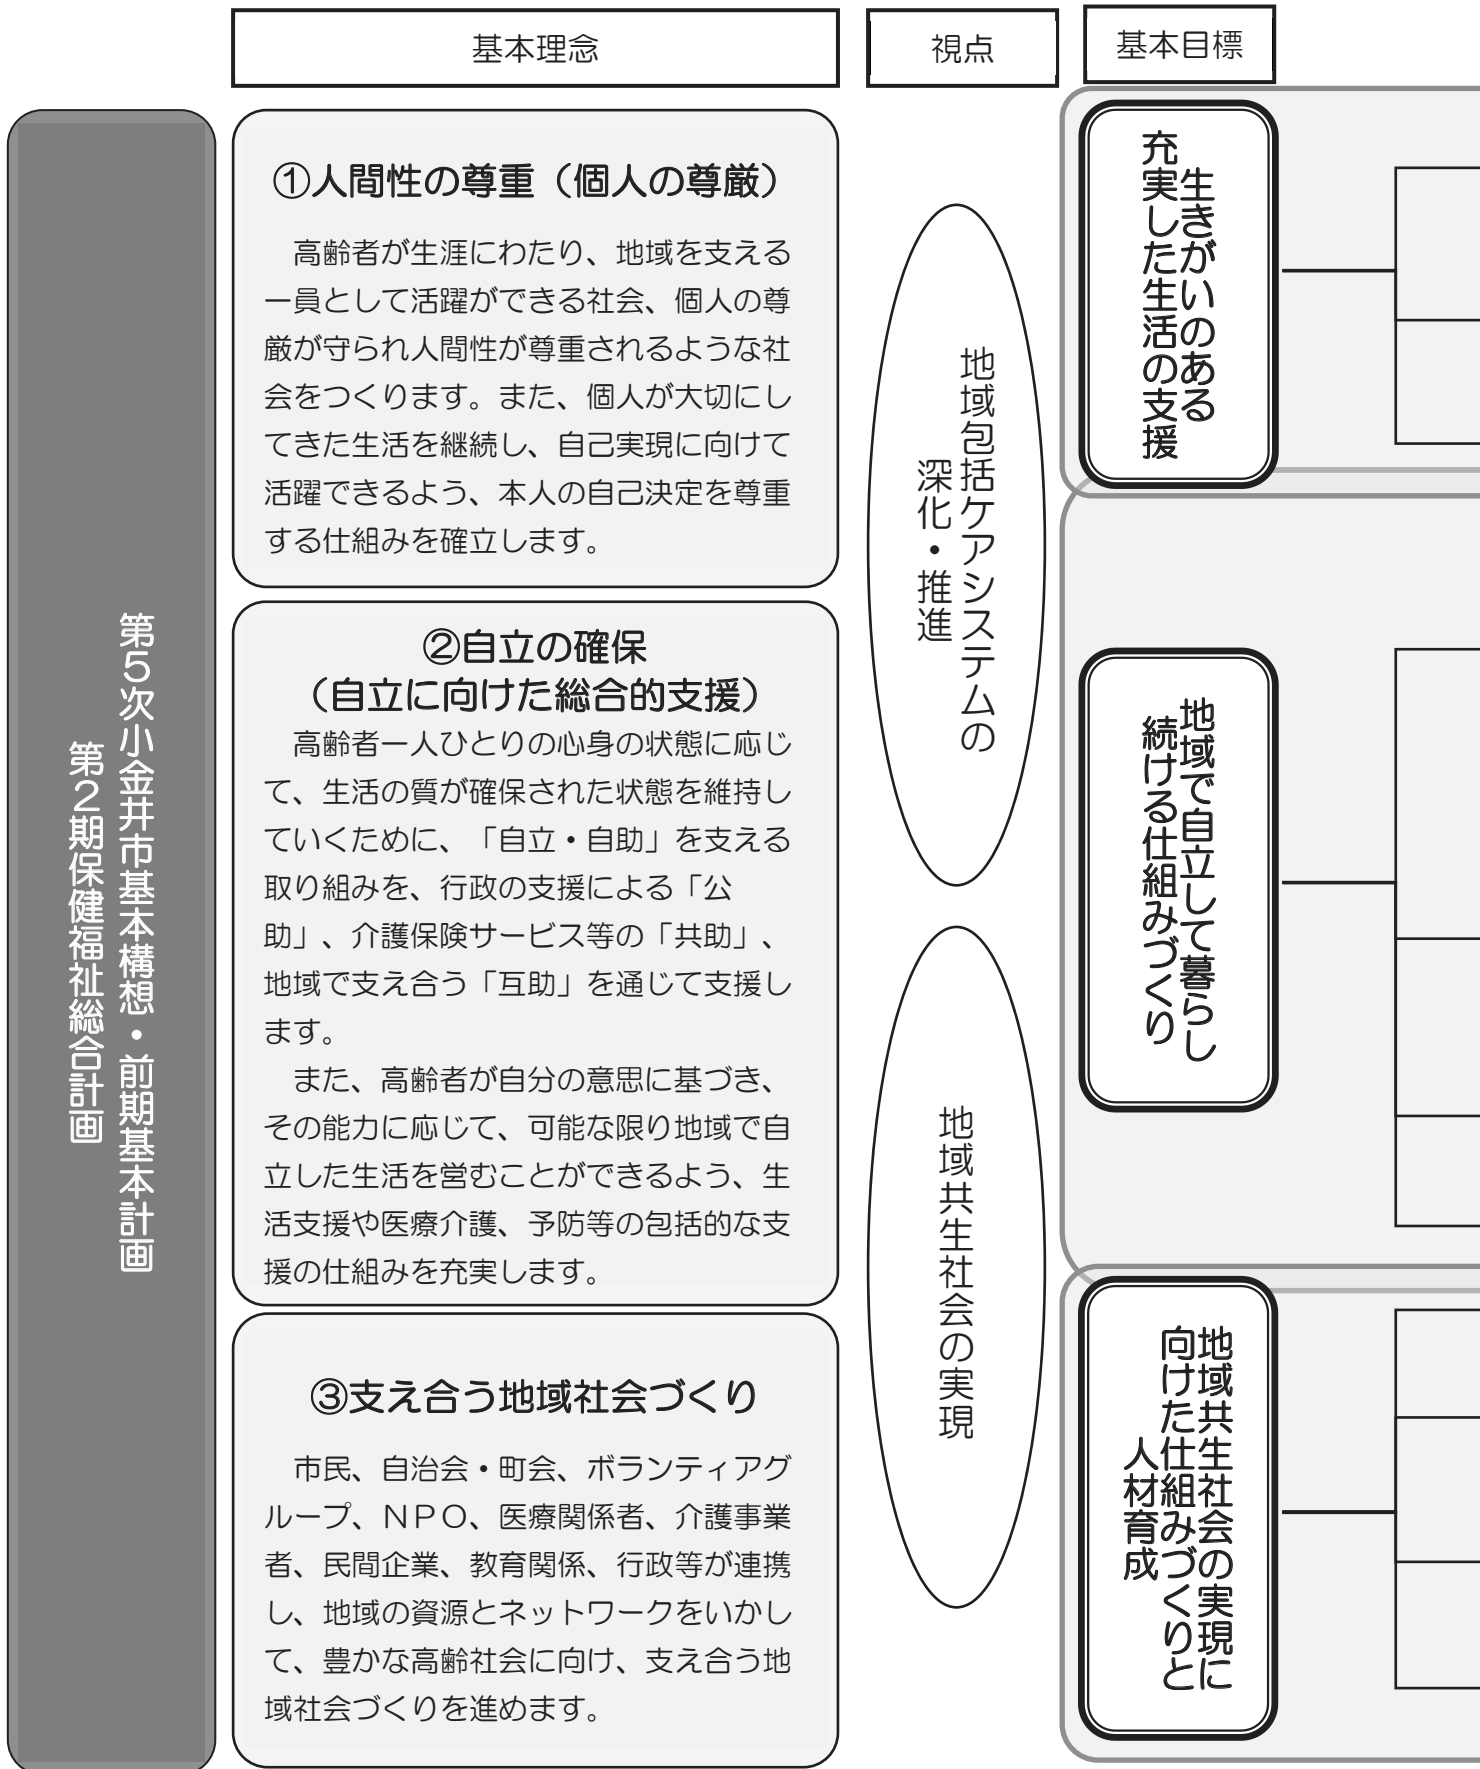 基本理念
視点
基本目標
第5次小金井市基本構想・前期基本計画
第2期保健福祉総合計画
①人間性の尊重（個人の尊厳）
高齢者が生涯にわたり、地域を支える
一員として活躍ができる社会、個人の尊
厳が守られ人間性が尊重されるような社
会をつくります。また、個人が大切にし
てきた生活を継続し、自己実現に向けて
活躍できるよう、本人の自己決定を尊重
する仕組みを確立します。
②自立の確保
（自立に向けた総合的支援）
高齢者一人ひとりの心身の状態に応じ
て、生活の質が確保された状態を維持し
ていくために、「自立・自助」を支える
取り組みを、行政の支援による「公
助」、介護保険サービス等の「共助」、
地域で支え合う「互助」を通じて支援し
ます。
また、高齢者が自分の意思に基づき、
その能力に応じて、可能な限り地域で自
立した生活を営むことができるよう、生
活支援や医療介護、予防等の包括的な支
援の仕組みを充実します。
③支え合う地域社会づくり
市民、自治会・町会、ボランティアグ
ループ、ＮＰＯ、医療関係者、介護事業
者、民間企業、教育関係、行政等が連携
し、地域の資源とネットワークをいかし
て、豊かな高齢社会に向け、支え合う地
域社会づくりを進めます。
地域包括ケアシステムの
深化・推進
地域共生社会の実現
生きがいのある
充実した生活の支援
地域で自立して暮らし
続ける仕組みづくり
地域共生社会の実現に
向けた仕組みづくりと
人材育成